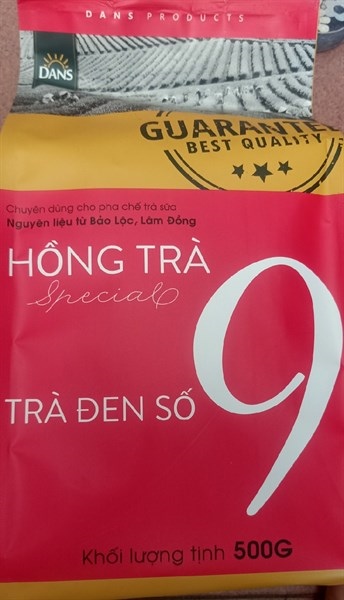 DANS PRODUCTS
DANS
GUARANTEE
BEST QUALITY
Chuyên dùng cho pha chế trà sữa
Nguyên liệu từ Bảo Lộc, Lâm Đồng
HỒNG TRÀ
Special
9
TRÀ ĐEN SỐ
Khối lượng tịnh 500G